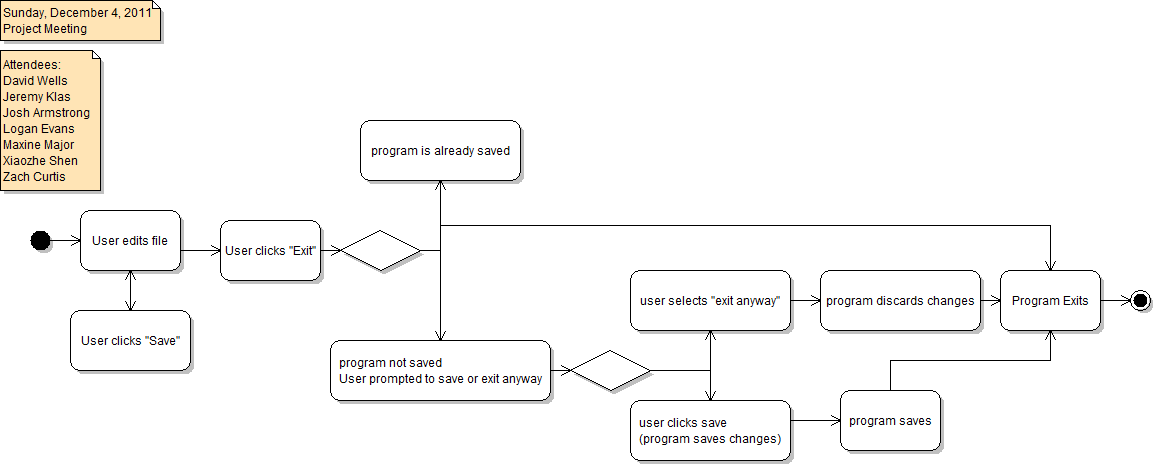 Sunday, December 4, 2011
Project Meeting
Attendees:
David Wells
Jeremy Klas
Josh Armstrong
Logan Evans
Maxine Major
Xiaozhe Shen
Zach Curtis
program is already saved
User edits file
User clicks "Exit"
User clicks "Save"
program not saved
User prompted to save or exit anyway
user selects "exit anyway"
program discards changes
Program Exits
user clicks save
(program saves changes)
program saves